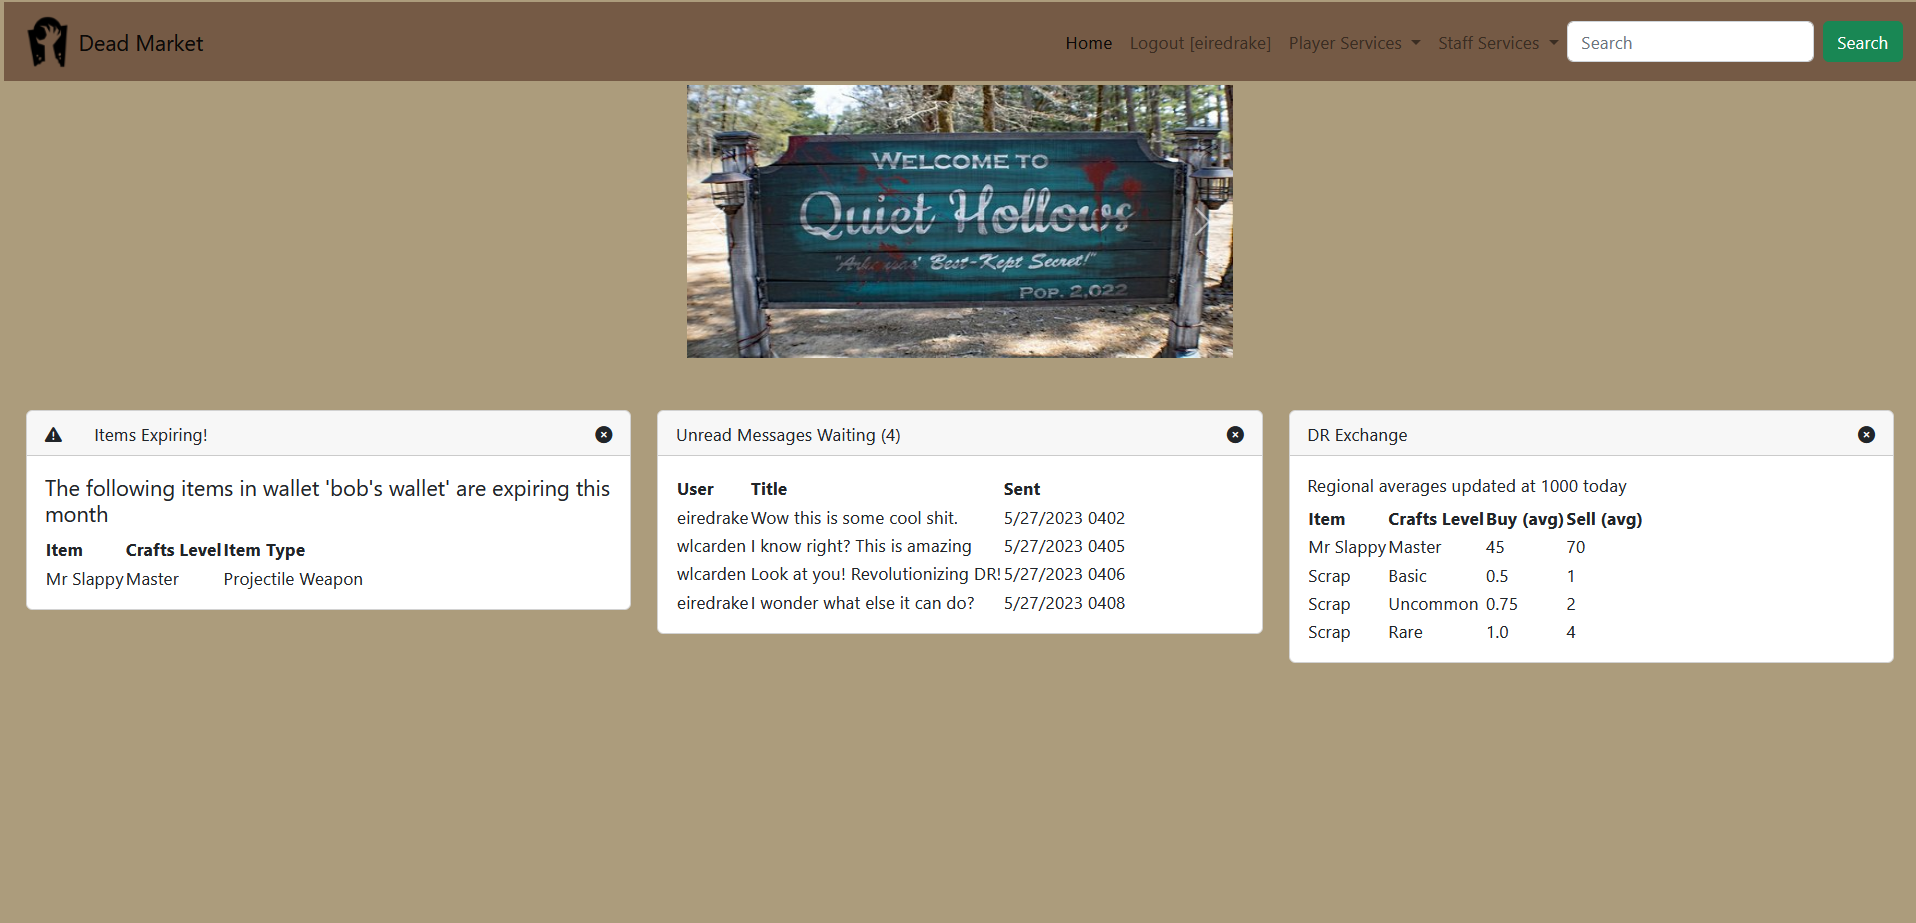 Dead Market
Home Logout [eiredrake] Player Services Staff Services Search Search
WELCOME TO
Quiet Hollows
"Arkansas' Best-Kept Secret!"
POP. 2,022
Items Expiring!
The following items in wallet 'bob's wallet' are expiring this
month
Item Crafts Level Item Type
Mr Slappy Master Projectile Weapon
Unread Messages Waiting (4)
User Title Sent
eiredrake Wow this is some cool shit. 5/27/2023 0402
wlcarden I know right? This is amazing 5/27/2023 0405
wlcarden Look at you! Revolutionizing DR! 5/27/2023 0406
eiredrake I wonder what else it can do? 5/27/2023 0408
DR Exchange
Regional averages updated at 1000 today
Item Crafts Level Buy (avg) Sell (avg)
Mr Slappy Master 45 70
Scrap Basic 0.5 1
Scrap Uncommon 0.75 2
Scrap Rare 1.0 4